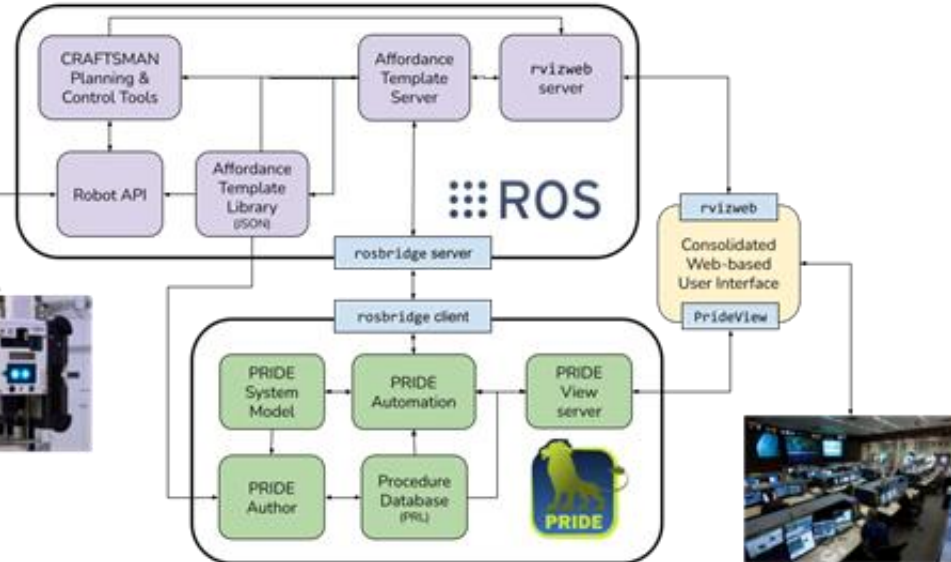 CRAFTSMAN
Planning &
Control Tools
Affordance
Template
Server
rvizweb
server
Robot API
Affordance
Template
Library
(JSON)
ROS
rvizweb
Consolidated
Web-based
User Interface
PrideView
rosbridge server
rosbridge client
PRIDE
System
Model
PRIDE
Automation
PRIDE
View
server
PRIDE
Author
Procedure
Database
(PRL)
PRIDE